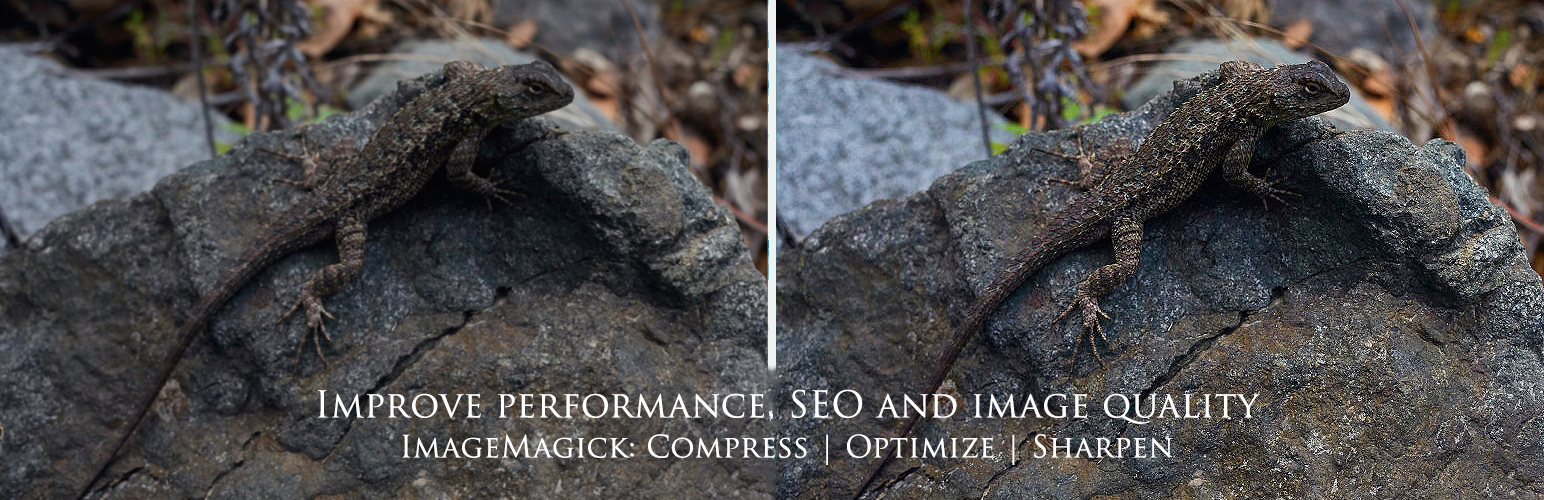 Improve performance, SEO and image quality
ImageMagick: Compress | Optimize | Sharpen